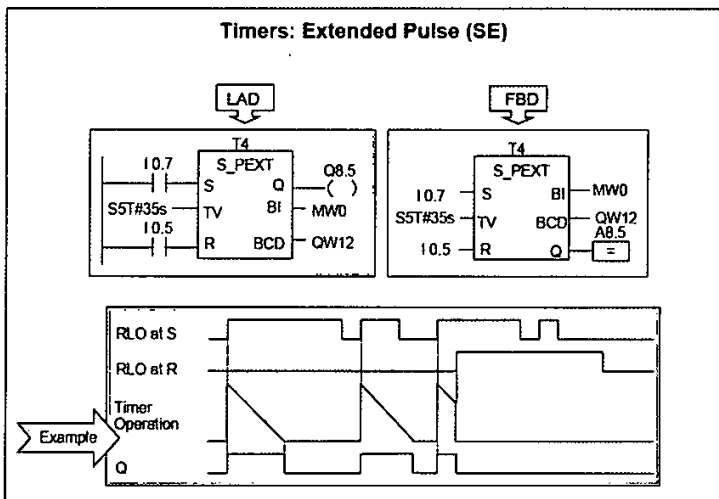 Timers: Extended Pulse (SE)
LAD
FBD
T4
S_PEXT
I 0.7
S
Q
Q8.5
S5T#35s
TV
BI
MW0
I 0.5
R
BCD
QW12
T4
S_PEXT
I 0.7
S
BI
MW0
S5T#35s
TV
BCD
QW12
A8.5
I 0.5
R
Q
=
RLO at S
RLO at R
Timer
Operation
Example
Q